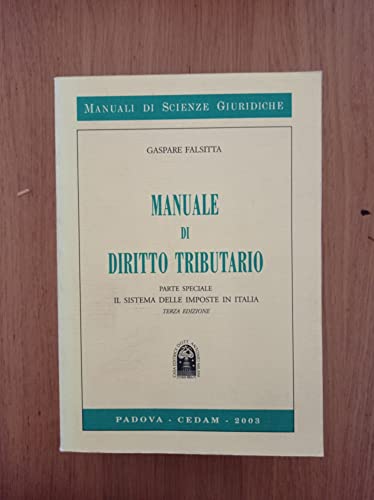 MANUALI DI SCIENZE GIURIDICHE
GASPARE FALSITTA
MANUALE
DI
DIRITTO TRIBUTARIO
PARTE SPECIALE
IL SISTEMA DELLE IMPOSTE IN ITALIA
TERZA EDIZIONE
PADOVA - CEDAM - 2003